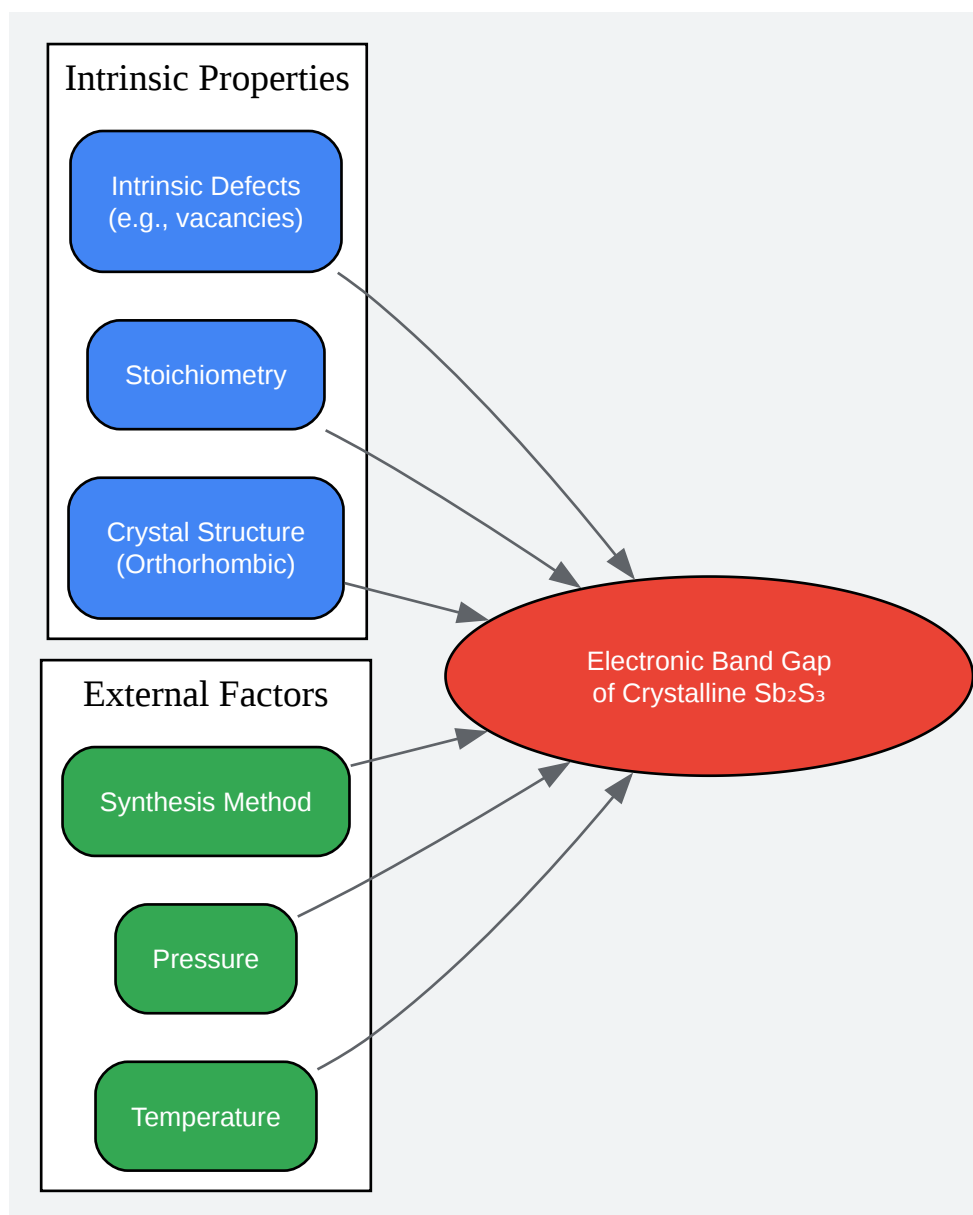 Intrinsic Properties
Intrinsic Defects
(e.g., vacancies)
Stoichiometry
Crystal Structure
(Orthorhombic)
External Factors
Synthesis Method
Pressure
Temperature
Electronic Band Gap
of Crystalline Sb₂S₃